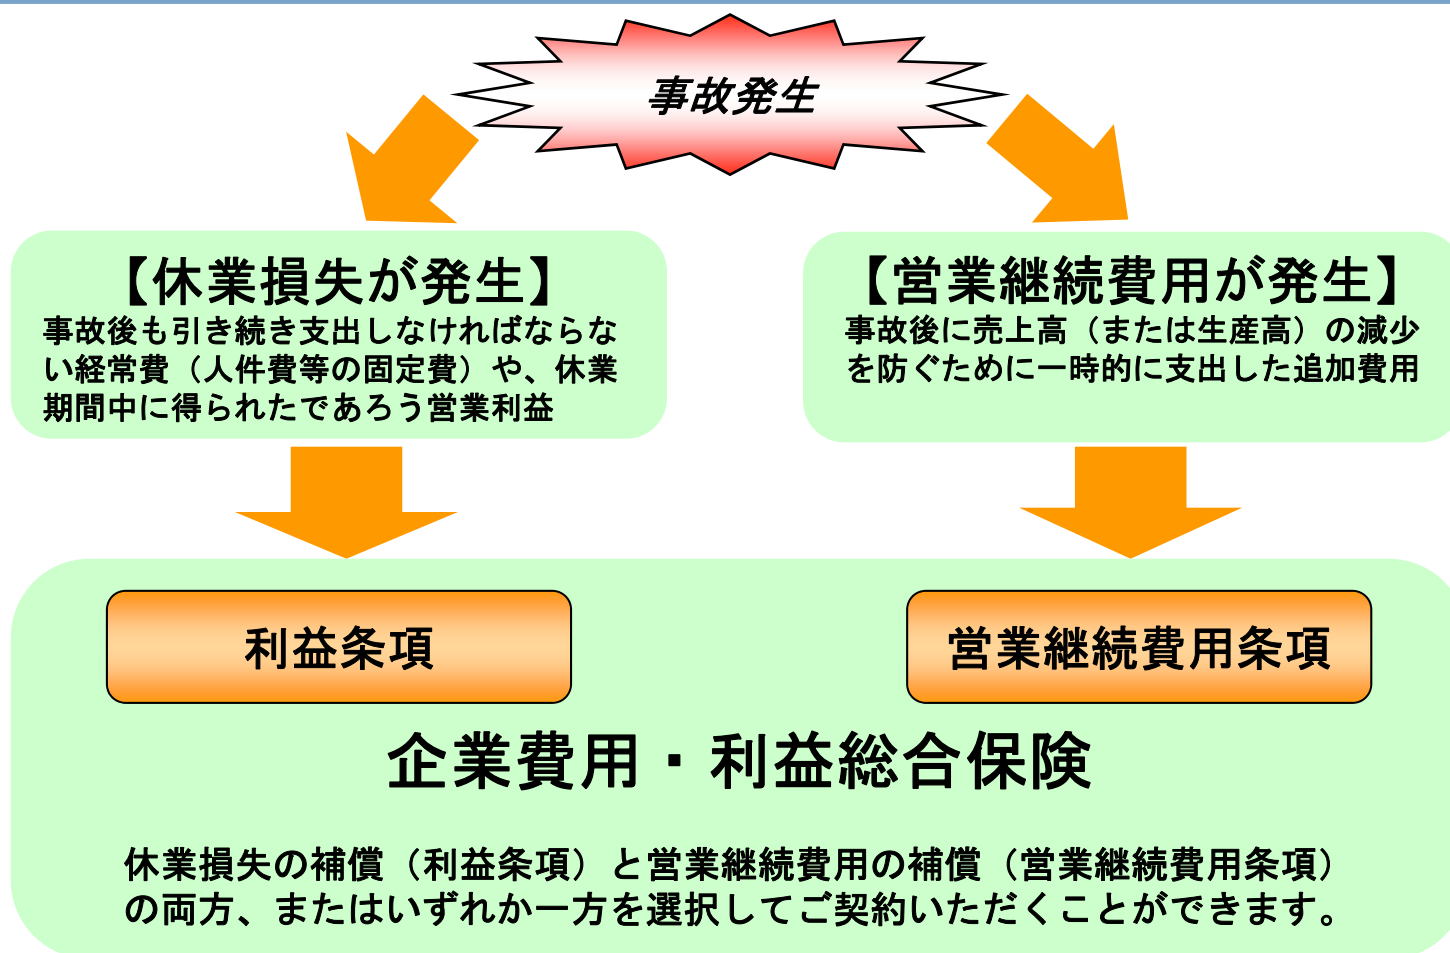 事故発生
【休業損失が発生】
事故後も引き続き支出しなければならな
い経常費（人件費等の固定費）や、休業
期間中に得られたであろう営業利益
【営業継続費用が発生】
事故後に売上高（または生産高）の減少
を防ぐために一時的に支出した追加費用
利益条項
営業継続費用条項
企業費用・利益総合保険
休業損失の補償（利益条項）と営業継続費用の補償（営業継続費用条項）
の両方、またはいずれか一方を選択してご契約いただくことができます。